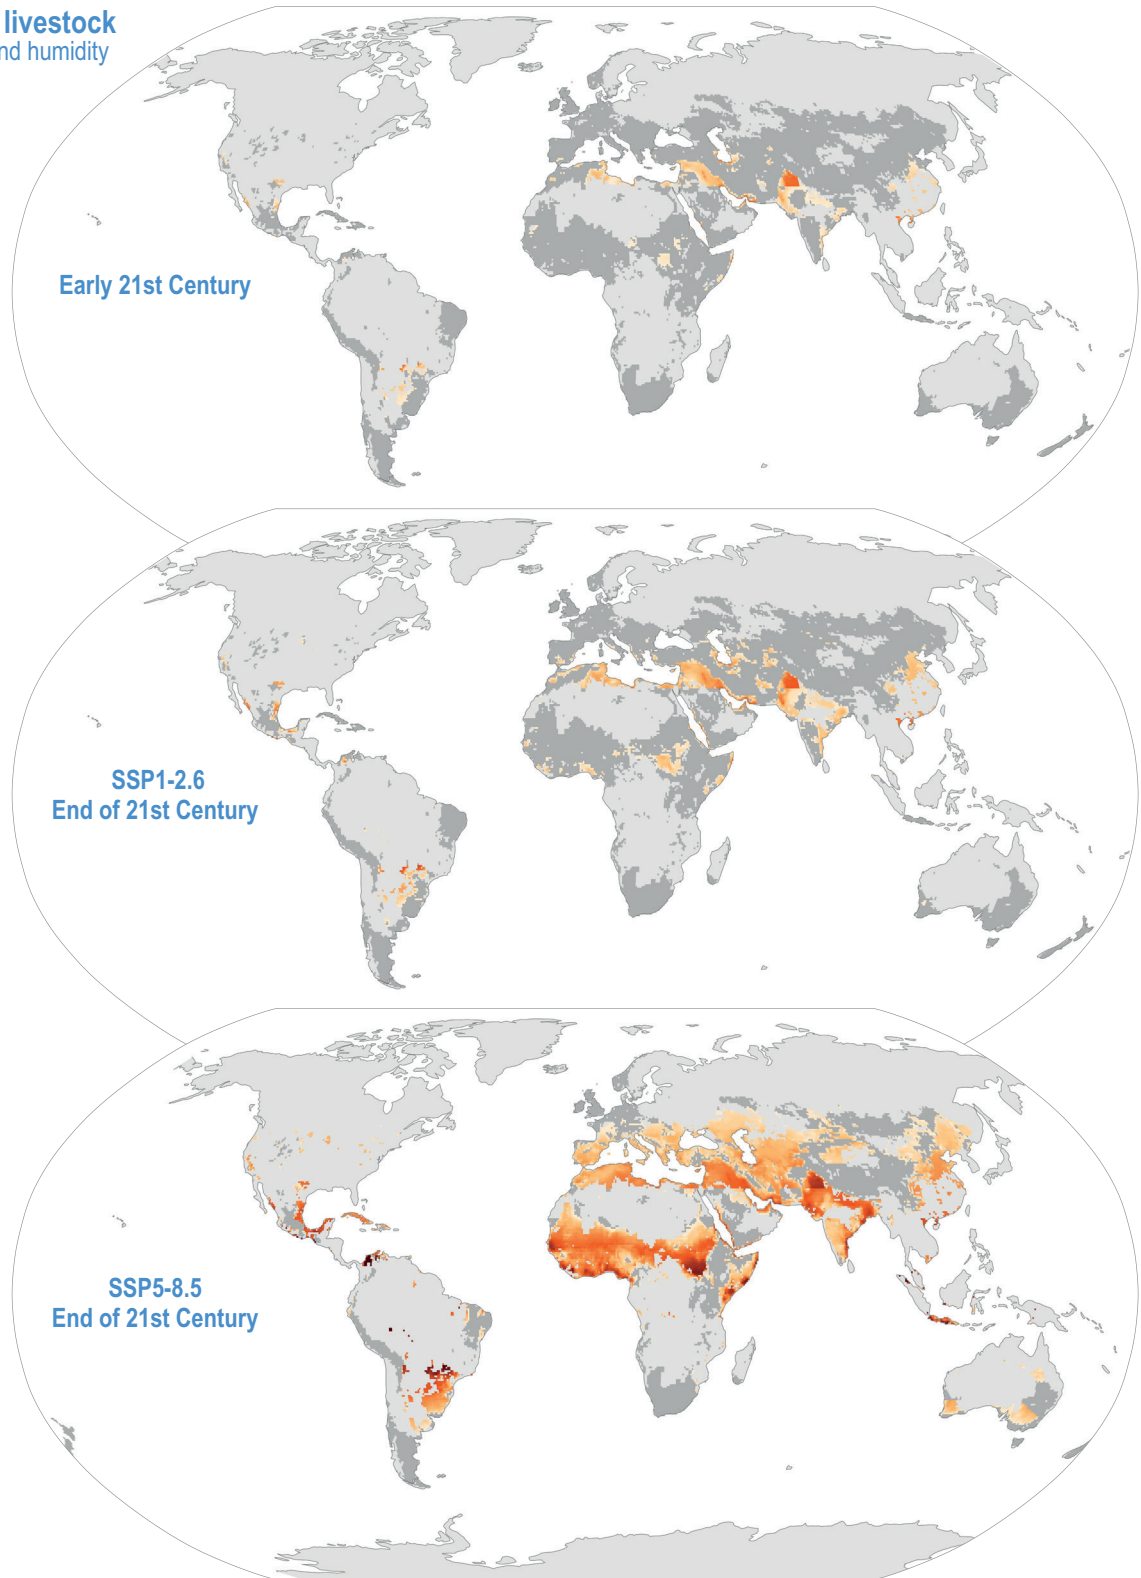 livestock
nd humidity
Early 21st Century
SSP1-2.6
End of 21st Century
SSP5-8.5
End of 21st Century